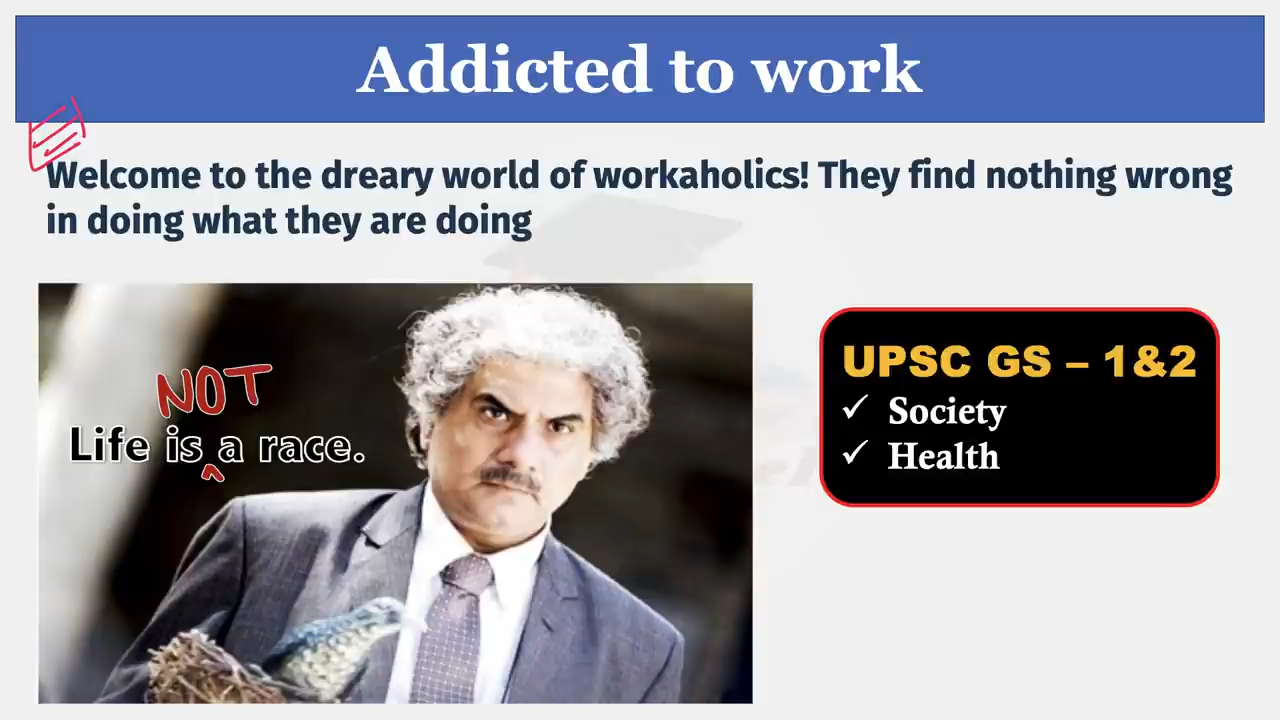 Addicted to work
Welcome to the dreary world of workaholics! They find nothing wrong
in doing what they are doing
NOT
Life is a race.
^
UPSC GS – 1&2
✓ Society
✓ Health